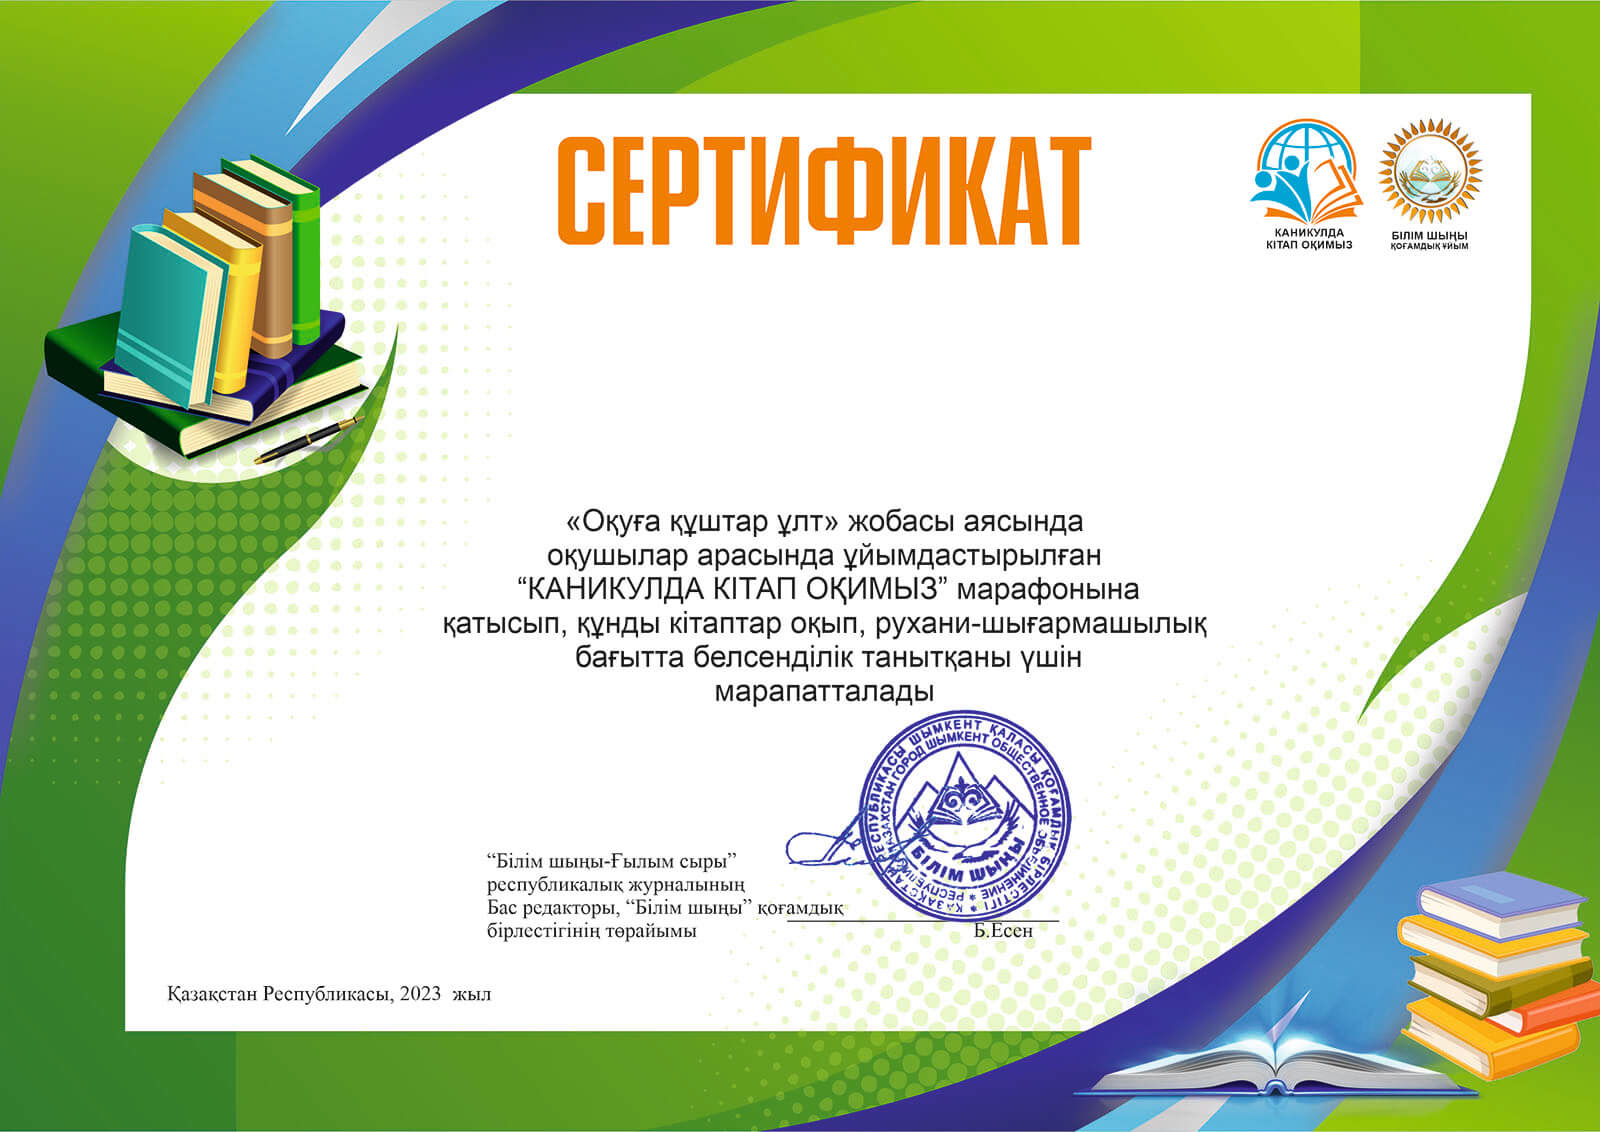 СЕРТИФИКАТ
КАНИКУЛДА
КІТАП ОҚИМЫЗ
БІЛІМ ШЫҢЫ
ҚОҒАМДЫҚ ҰЙЫМ
«Оқуға құштар ұлт» жобасы аясында
оқушылар арасында ұйымдастырылған
“КАНИКУЛДА КІТАП ОҚИМЫЗ” марафонына
қатысып, құнды кітаптар оқып, рухани-шығармашылық
бағытта белсенділік танытқаны үшін
марапатталады
ҚАЗАҚСТАН РЕСПУБЛИКАСЫ ШЫМКЕНТ ҚАЛАСЫ ҚОҒАМДЫҚ БІРЛЕСТІГІ
РЕСПУБЛИКА КАЗАХСТАН ГОРОД ШЫМКЕНТ ОБЩЕСТВЕННОЕ ОБЪЕДИНЕНИЕ
БІЛІМ ШЫҢЫ
“Білім шыңы-Ғылым сыры”
республикалық журналының
Бас редакторы, “Білім шыңы” қоғамдық
бірлестігінің төрайымы Б.Есен
Қазақстан Республикасы, 2023 жыл